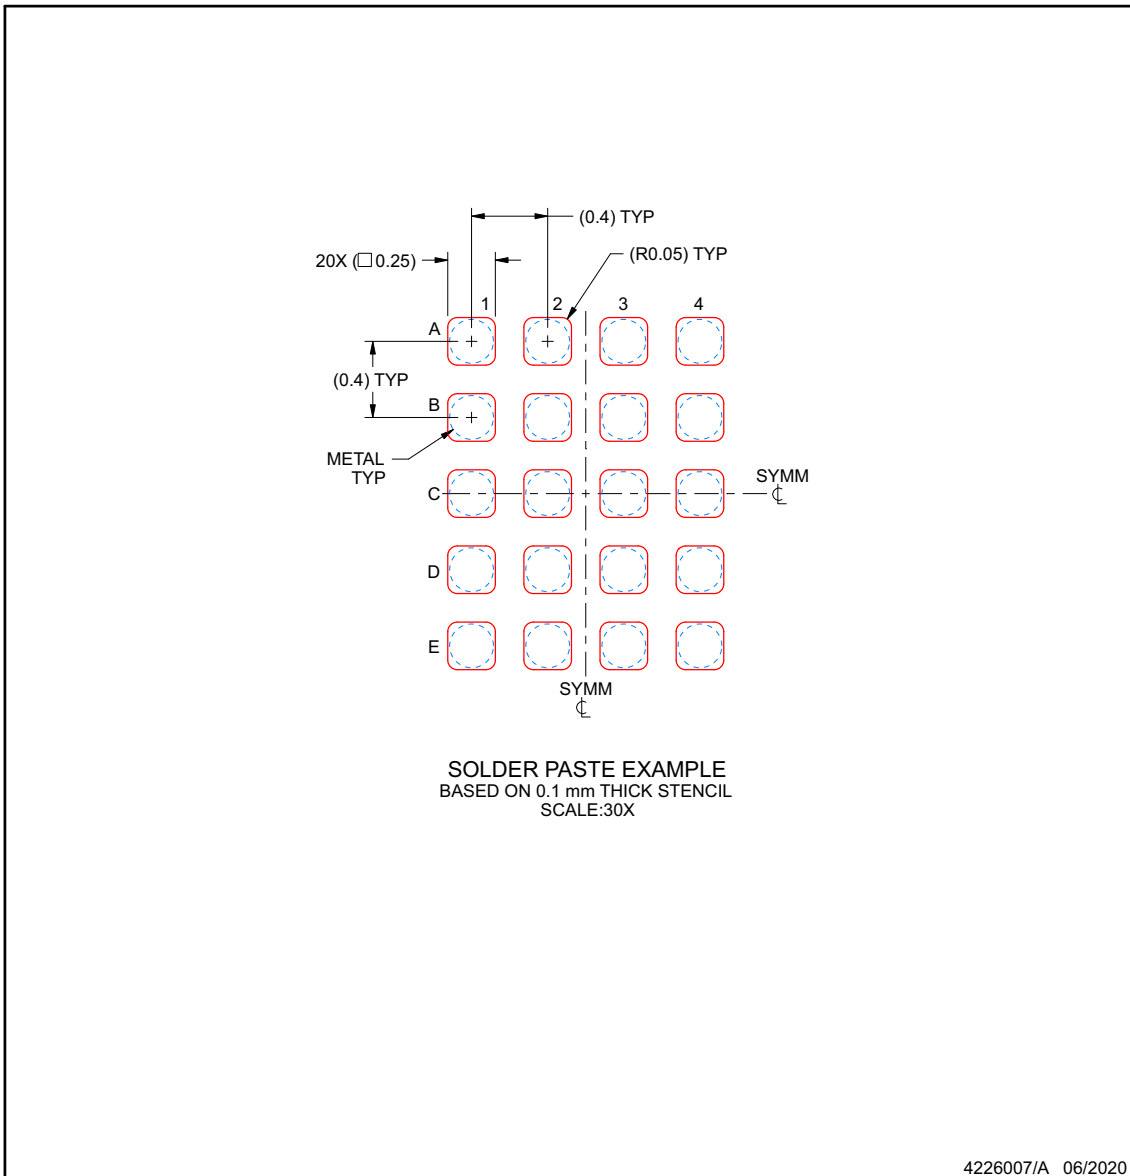 (0.4) TYP
20X (□0.25)
(R0.05) TYP
1 2 3 4
A
(0.4) TYP
B
METAL
TYP
C
SYMM
℄
D
E
SYMM
℄
SOLDER PASTE EXAMPLE
BASED ON 0.1 mm THICK STENCIL
SCALE:30X
4226007/A 06/2020